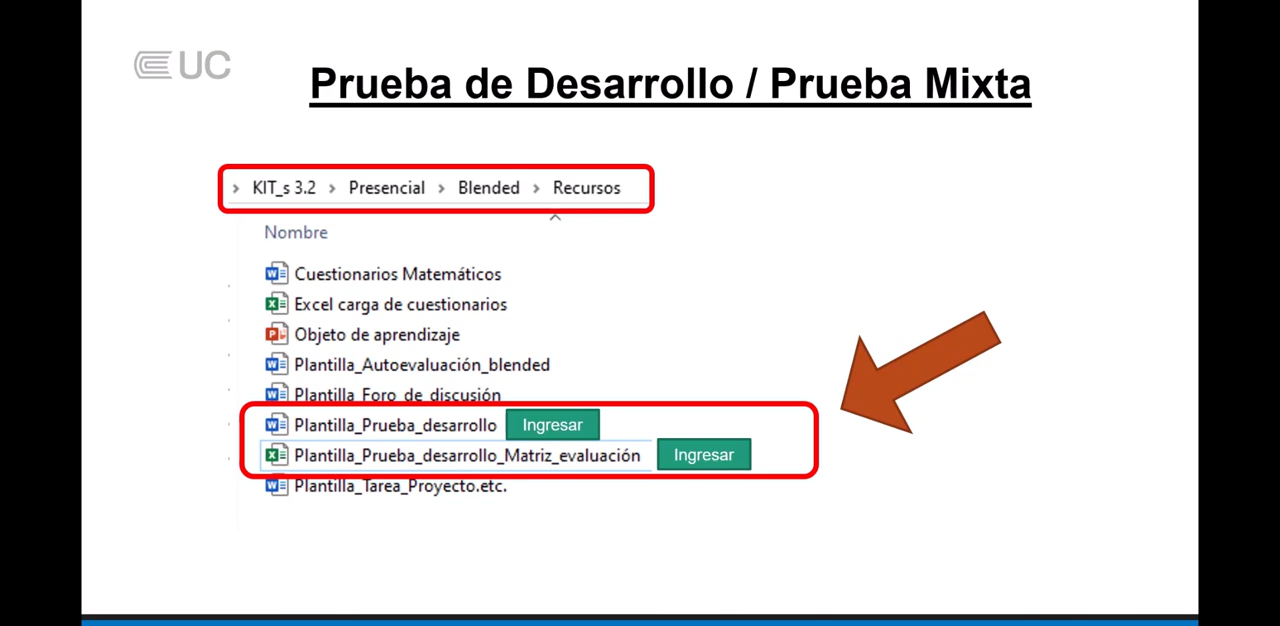 UC
Prueba de Desarrollo / Prueba Mixta
> KIT_s 3.2 > Presencial > Blended > Recursos
Nombre
Cuestionarios Matemáticos
Excel carga de cuestionarios
Objeto de aprendizaje
Plantilla_Autoevaluación_blended
Plantilla_Foro_de_discusión
Plantilla_Prueba_desarrollo Ingresar
Plantilla_Prueba_desarrollo_Matriz_evaluación Ingresar
Plantilla_Tarea_Proyecto.etc.